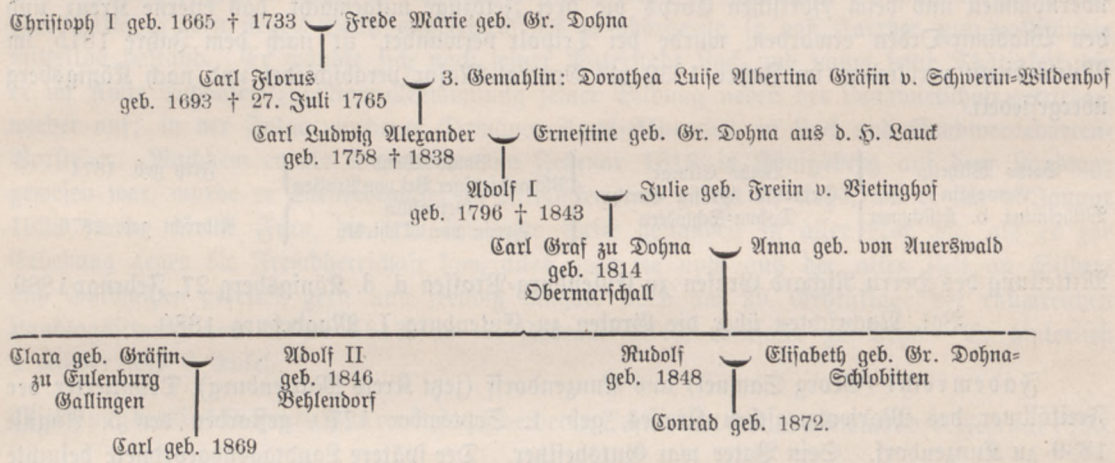 Christoph I geb. 1665 † 1733 Frede Marie geb. Gr. Dohna
Carl Florus 3. Gemahlin: Dorothea Luise Albertina Gräfin v. Schwerin-Wildenhof
geb. 1693 † 27. Juli 1765
Carl Ludwig Alexander Ernestine geb. Gr. Dohna aus d. H. Lauck
geb. 1758 † 1838
Adolf Julie geb. Freiin v. Vietinghof
geb. 1796 † 1843
Carl Graf zu Dohna Anna geb. von Auerswald
geb. 1814
Obermarschall
Clara geb. Gräfin Adolf II Rudolf Elisabeth geb. Gr. Dohna-
zu Eulenburg geb. 1846 geb. 1848 Schlobitten
Gallingen Behlendorf
Conrad geb. 1872.
Carl geb. 1869